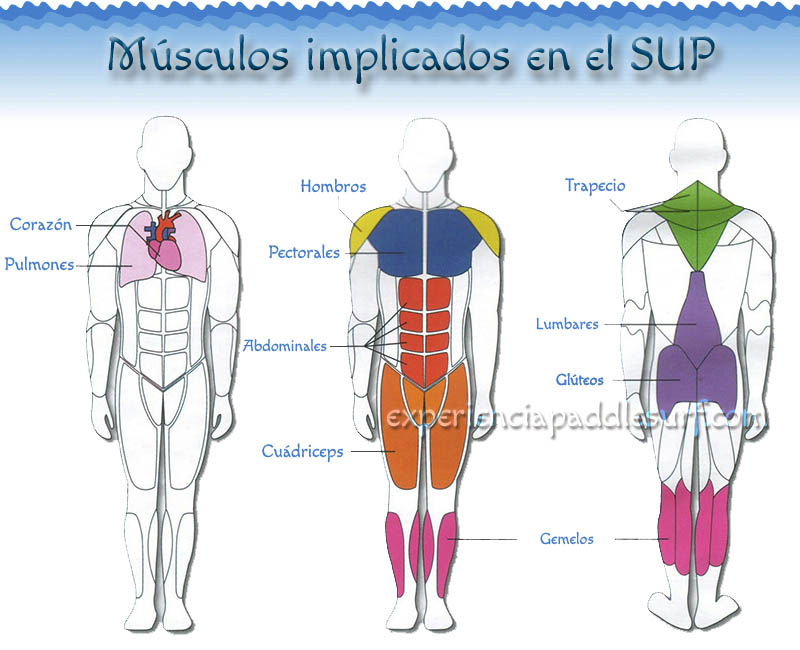 Músculos implicados en el SUP
Corazón
Pulmones
Hombros
Pectorales
Abdominales
Cuádriceps
Trapecio
Lumbares
Glúteos
Gemelos
experienciapaddlesurf.com